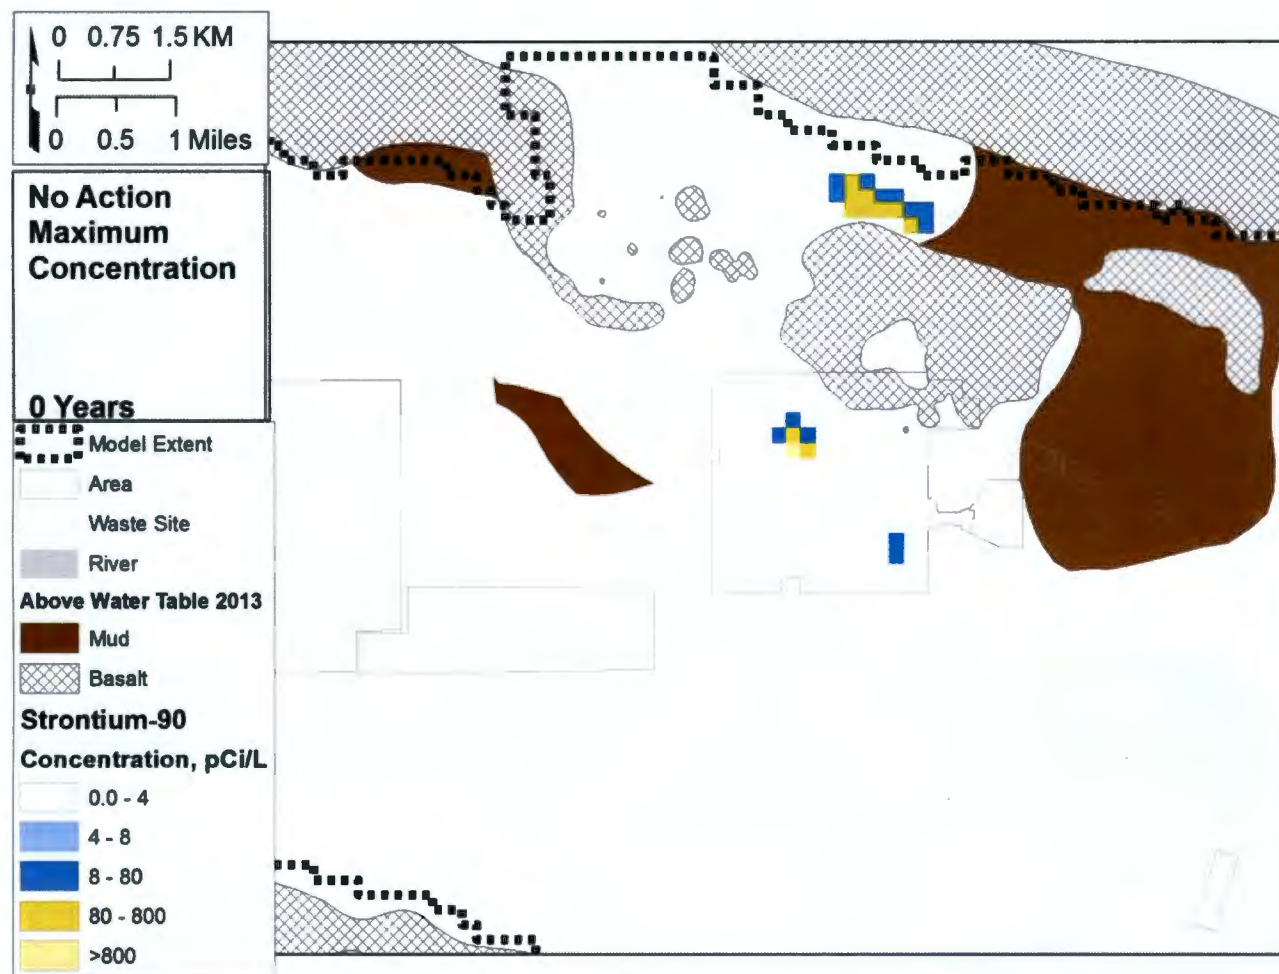 0 0.75 1.5 KM
0 0.5 1 Miles
No Action
Maximum
Concentration
0 Years
Model Extent
Area
Waste Site
River
Above Water Table 2013
Mud
Basalt
Strontium-90
Concentration, pCi/L
0.0 - 4
4 - 8
8 - 80
80 - 800
>800